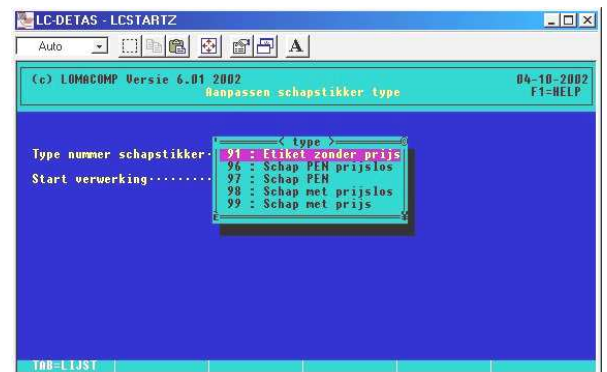 LC-DETAS - LCSTARTZ
Auto
A
(c) LOMACOMP Versie 6.01 2002 04-10-2002
Aanpassen schapstikker type F1=HELP
< type >
Type nummer schapstikker· 91 : Etiket zonder prijs
96 : Schap PEN prijslos
Start verwerking········· 97 : Schap PEN
98 : Schap met prijslos
99 : Schap met prijs
TAB=LIJST